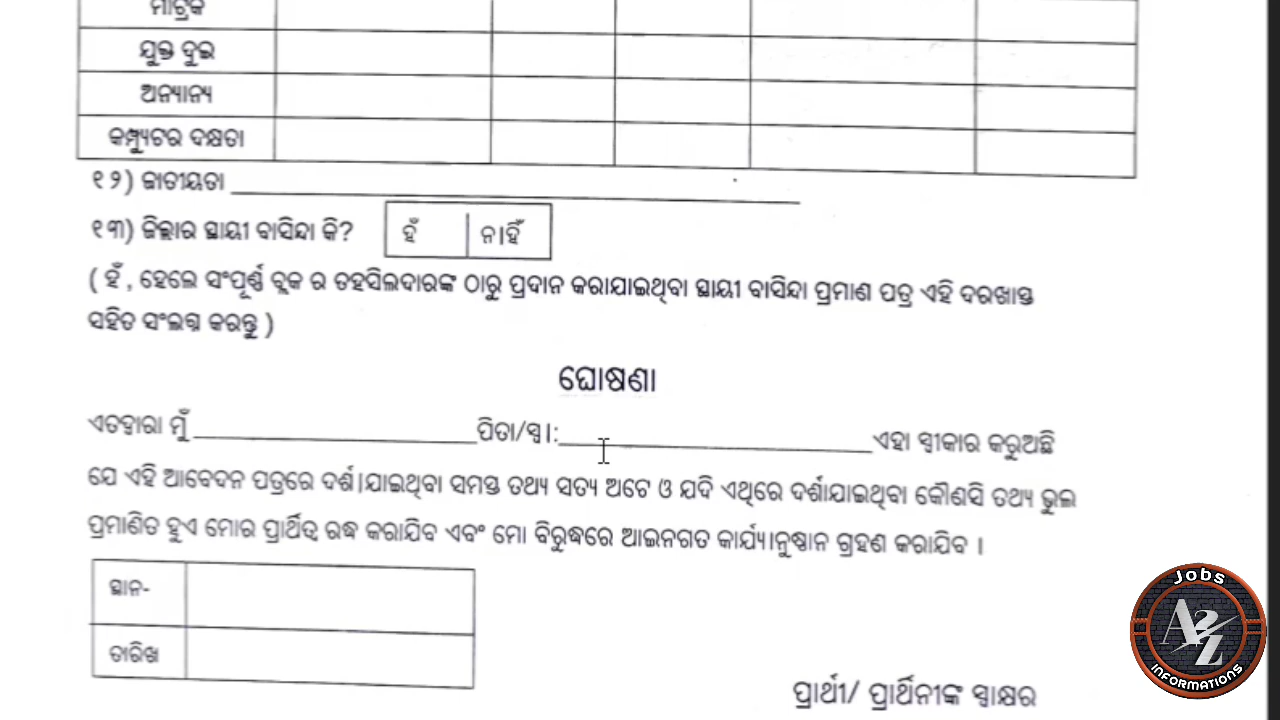 ମାଟ୍ରିକ
ଯୁକ୍ତ ଦୁଇ
ଅନ୍ୟାନ୍ୟ
କମ୍ପ୍ୟୁଟର ଦକ୍ଷତା
୧୨) ଜାତୀୟତା
୧୩) ଜିଲ୍ଲାର ସ୍ଥାୟୀ ବାସିନ୍ଦା କି? ହଁ ନାହିଁ
( ହଁ , ହେଲେ ସଂପୂର୍ଣ୍ଣ ବ୍ଲକ ର ତହସିଲଦାରଙ୍କ ଠାରୁ ପ୍ରଦାନ କରାଯାଇଥିବା ସ୍ଥାୟୀ ବାସିନ୍ଦା ପ୍ରମାଣ ପତ୍ର ଏହି ଦରଖାସ୍ତ
ସହିତ ସଂଲଗ୍ନ କରନ୍ତୁ )
ଘୋଷଣା
ଏତଦ୍ୱାରା ମୁଁ ପିତା/ସ୍ୱା: ଏହା ସ୍ୱୀକାର କରୁଅଛି
ଯେ ଏହି ଆବେଦନ ପତ୍ରରେ ଦର୍ଶାଯାଇଥିବା ସମସ୍ତ ତଥ୍ୟ ସତ୍ୟ ଅଟେ ଓ ଯଦି ଏଥିରେ ଦର୍ଶାଯାଇଥିବା କୌଣସି ତଥ୍ୟ ଭୁଲ
ପ୍ରମାଣିତ ହୁଏ ମୋର ପ୍ରାର୍ଥିତ୍ୱ ରଦ୍ଧ କରାଯିବ ଏବଂ ମୋ ବିରୁଦ୍ଧରେ ଆଇନଗତ କାର୍ଯ୍ୟାନୁଷ୍ଠାନ ଗ୍ରହଣ କରାଯିବ ।
ସ୍ଥାନ-
ତାରିଖ
ପ୍ରାର୍ଥୀ/ ପ୍ରାର୍ଥିନୀଙ୍କ ସ୍ୱାକ୍ଷର
Jobs
A2Z
INFORMATIONS